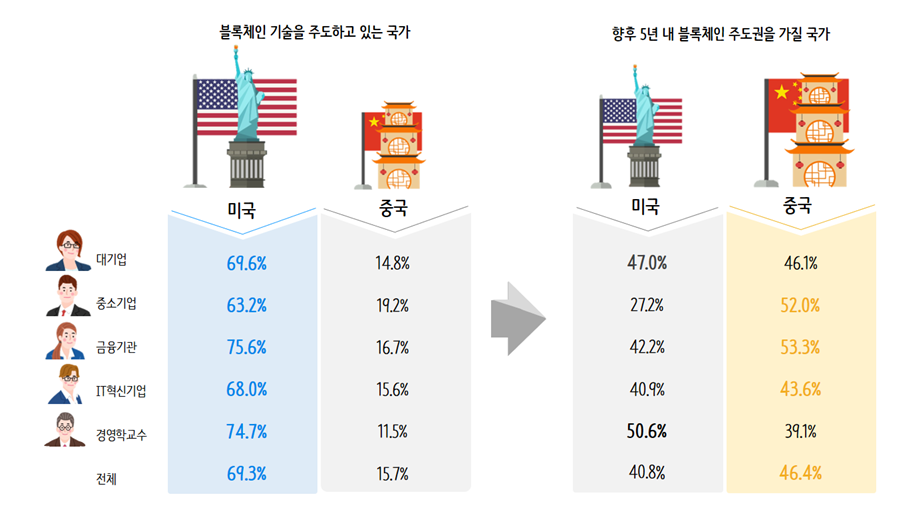 블록체인 기술을 주도하고 있는 국가
향후 5년 내 블록체인 주도권을 가질 국가
미국 중국 미국 중국
대기업 69.6% 14.8% 47.0% 46.1%
중소기업 63.2% 19.2% 27.2% 52.0%
금융기관 75.6% 16.7% 42.2% 53.3%
IT혁신기업 68.0% 15.6% 40.9% 43.6%
경영학교수 74.7% 11.5% 50.6% 39.1%
전체 69.3% 15.7% 40.8% 46.4%